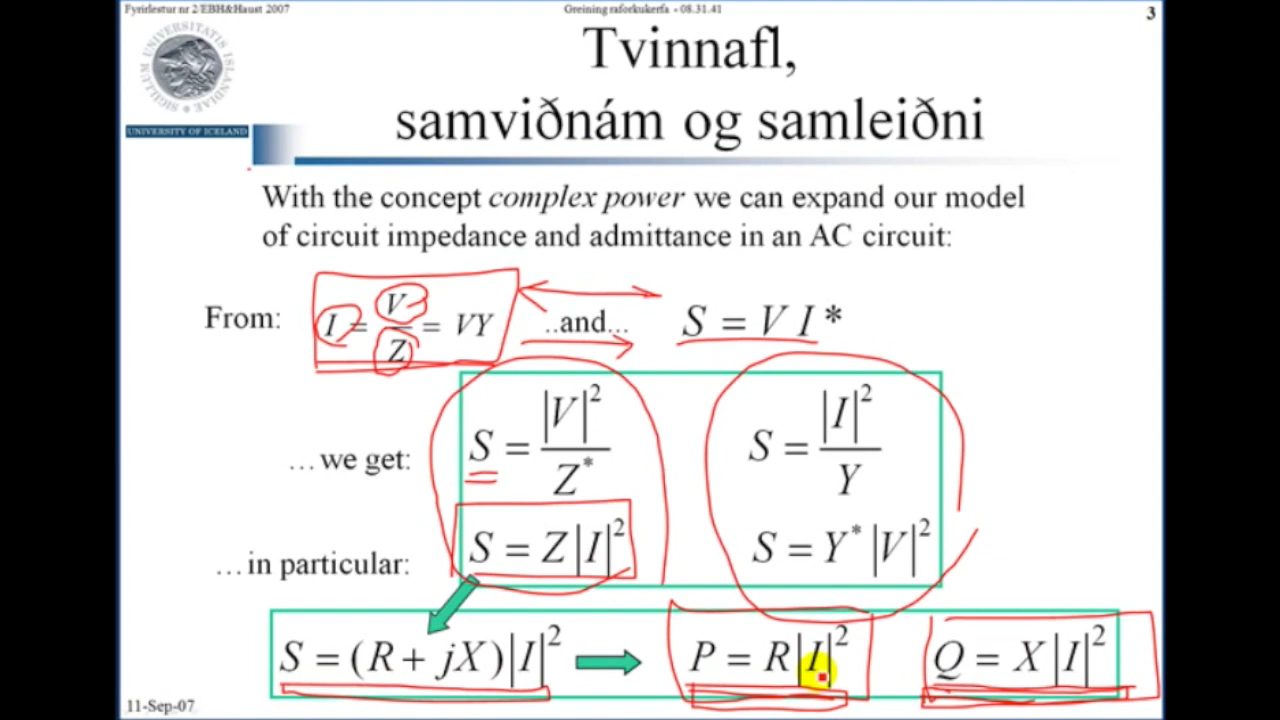 Fyrirlestur nr 2/EBH&Haust 2007
Greining raforkukerfa - 08.31.41
3
Tvinnafl,
samviðnám og samleiðni
UNIVERSITY OF ICELAND
With the concept complex power we can expand our model
of circuit impedance and admittance in an AC circuit:
From: I = V/Z = VY ..and... S = V I*
…we get: S = |V|²/Z* S = |I|²/Y
…in particular: S = Z|I|² S = Y*|V|²
S = (R + jX)|I|² P = R|I|² Q = X|I|²
11-Sep-07